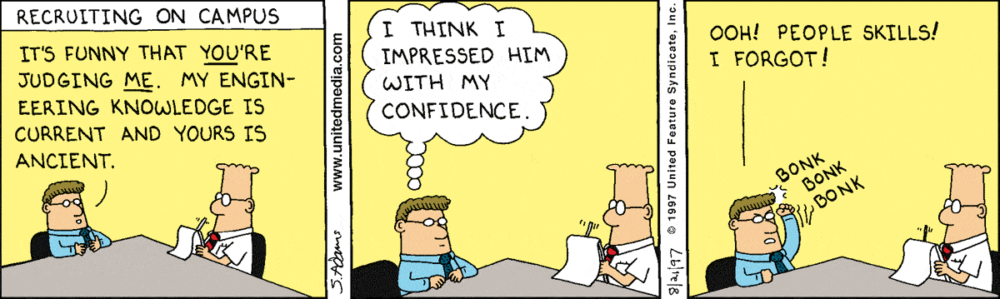 RECRUITING ON CAMPUS
IT'S FUNNY THAT YOU'RE
JUDGING ME. MY ENGIN-
EERING KNOWLEDGE IS
CURRENT AND YOURS IS
ANCIENT.
S. Adams
www.unitedmedia.com
I THINK I
IMPRESSED HIM
WITH MY
CONFIDENCE.
8/21/97
© 1997 United Feature Syndicate, Inc.
OOH! PEOPLE SKILLS!
I FORGOT!
BONK
BONK
BONK